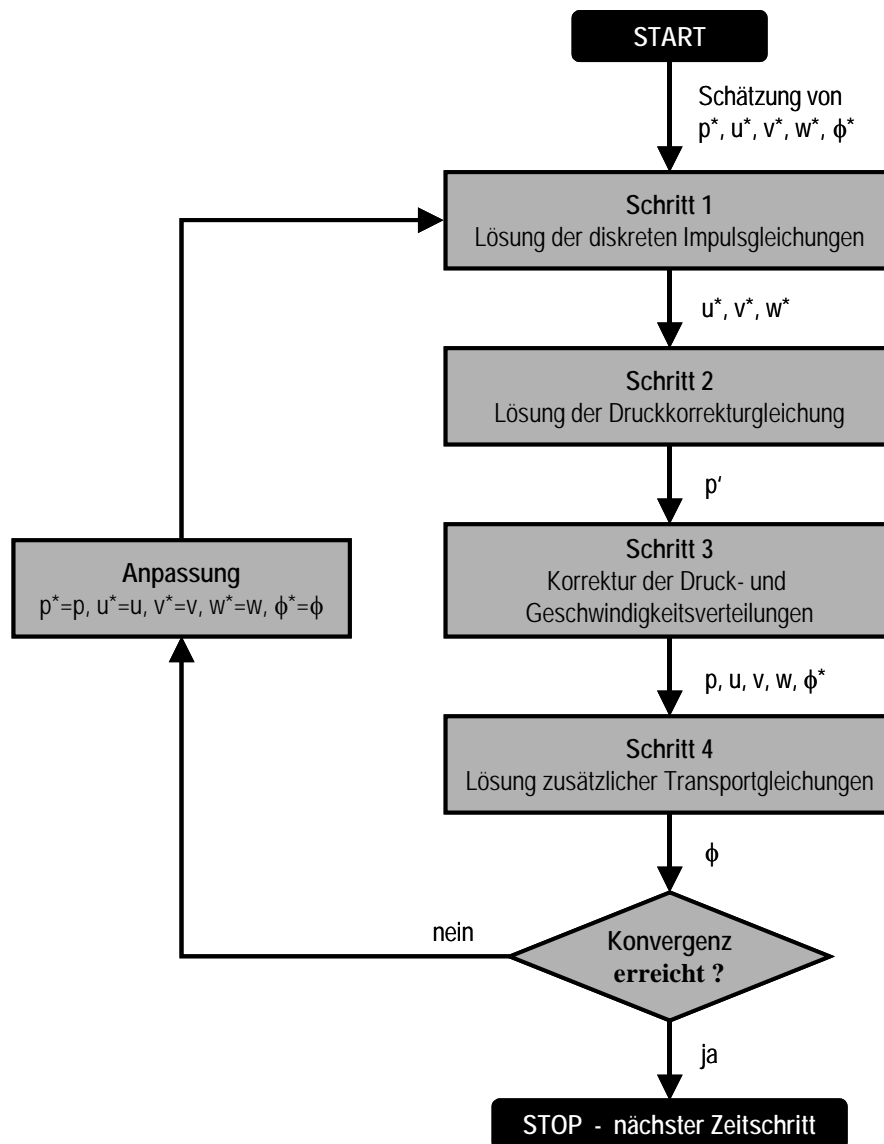 START
Schätzung von
p*, u*, v*, w*, ϕ*
Schritt 1
Lösung der diskreten Impulsgleichungen
u*, v*, w*
Schritt 2
Lösung der Druckkorrekturgleichung
p'
Schritt 3
Korrektur der Druck- und
Geschwindigkeitsverteilungen
Anpassung
p*=p, u*=u, v*=v, w*=w, ϕ*=ϕ
p, u, v, w, ϕ*
Schritt 4
Lösung zusätzlicher Transportgleichungen
ϕ
nein
Konvergenz
erreicht ?
ja
STOP - nächster Zeitschritt